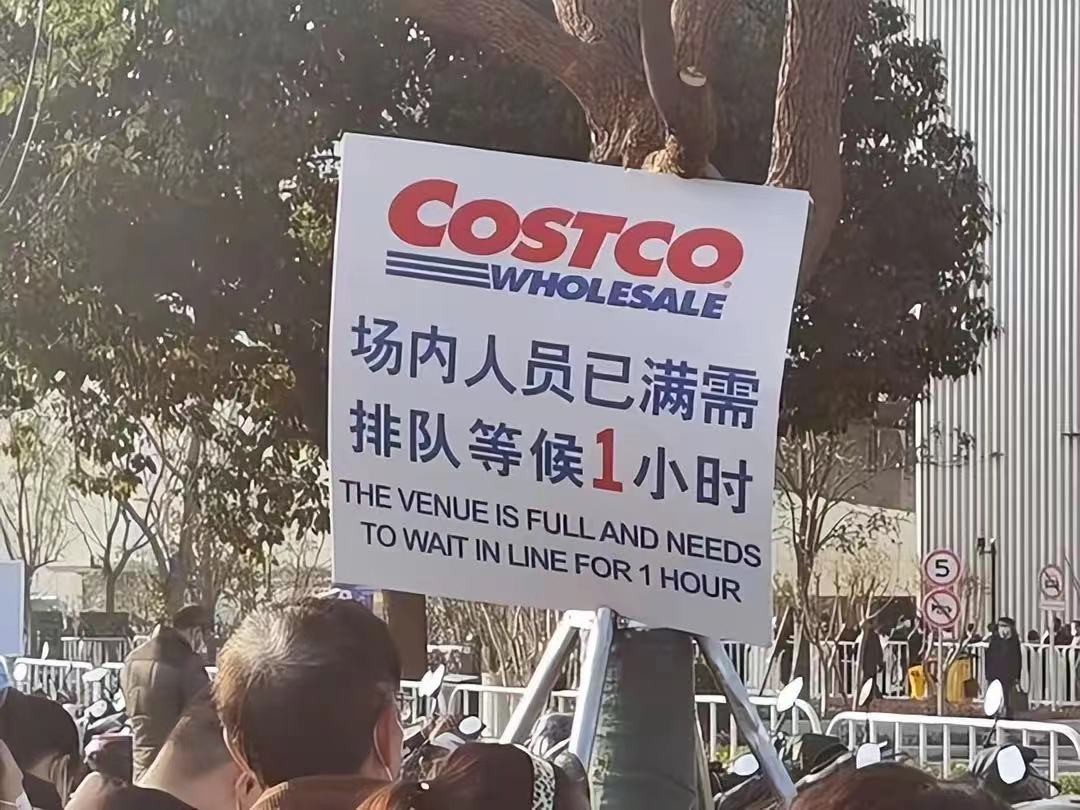 COSTCO
WHOLESALE
场内人员已满需
排队等候1小时
THE VENUE IS FULL AND NEEDS
TO WAIT IN LINE FOR 1 HOUR
5